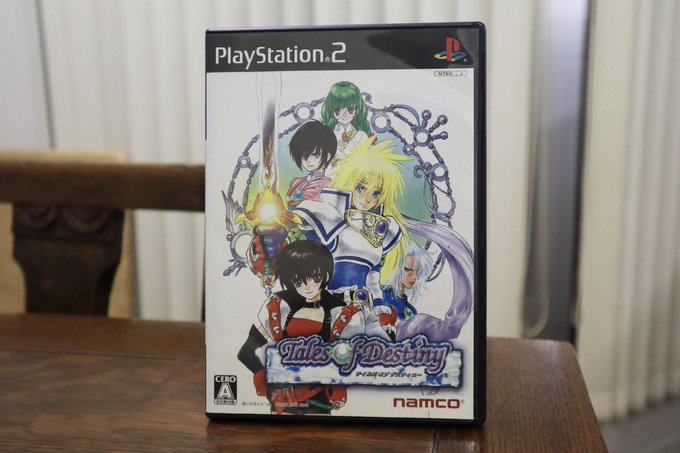 PlayStation®2
NTSC J
Tales of Destiny
テイルズ オブ デスティニー
CERO
A
namco